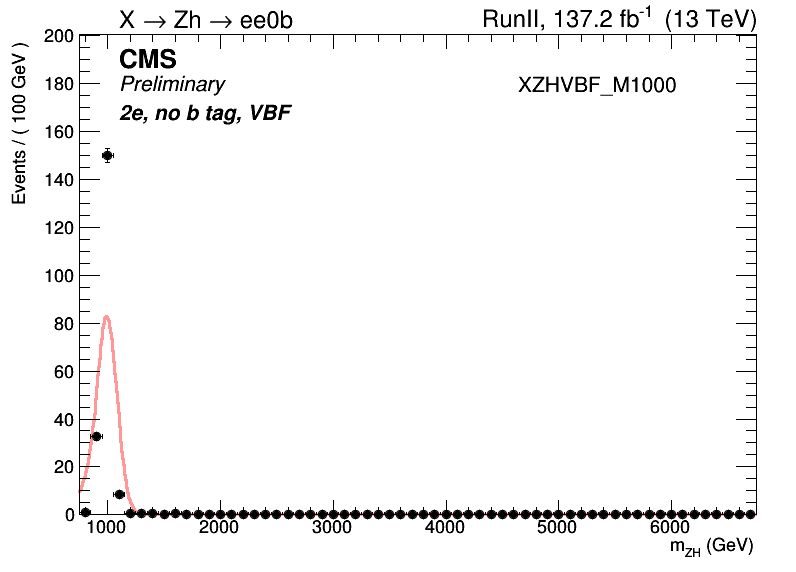 X → Zh → ee0b
RunII, 137.2 fb⁻¹ (13 TeV)
CMS
Preliminary
2e, no b tag, VBF
XZHVBF_M1000
Events / ( 100 GeV )
200
180
160
140
120
100
80
60
40
20
0
1000 2000 3000 4000 5000 6000
m_ZH (GeV)